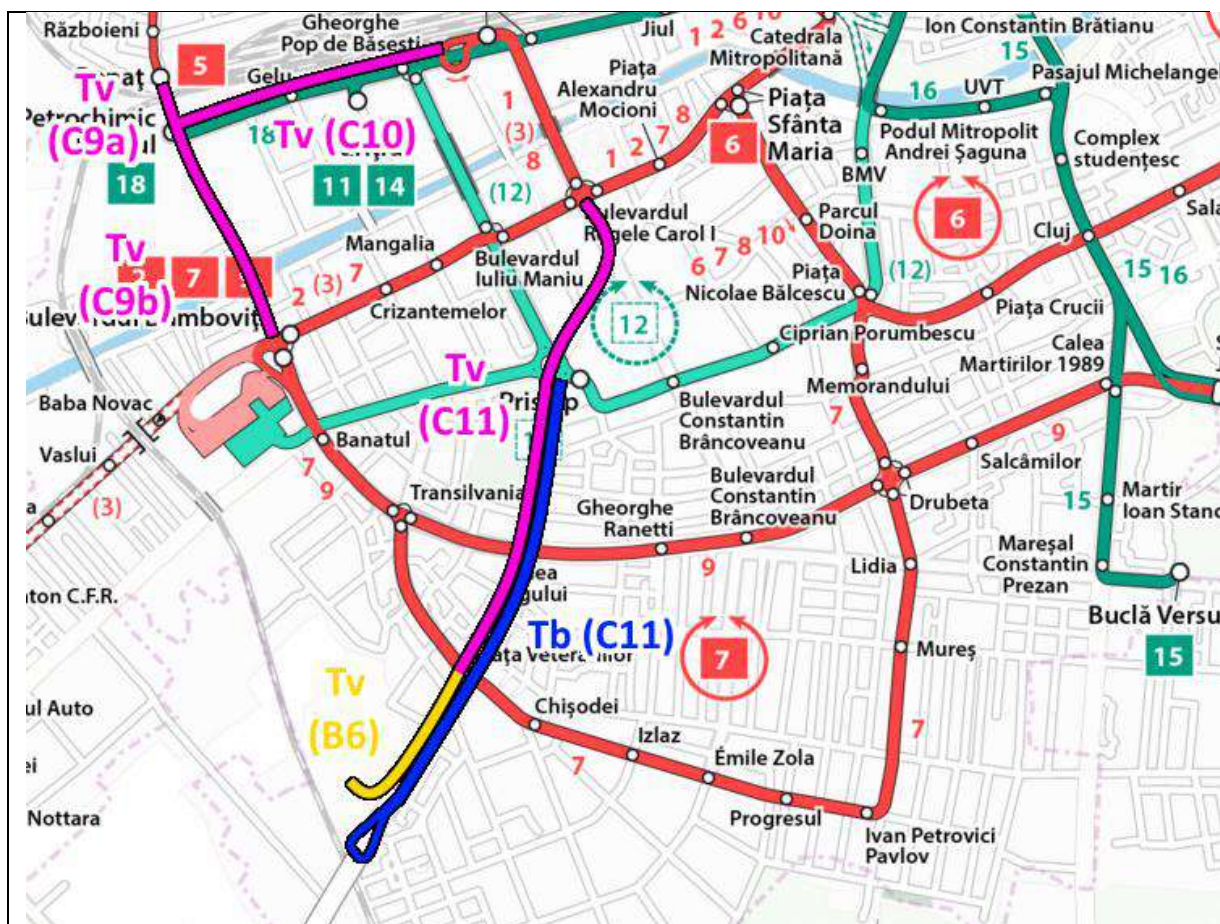 Războieni
Gheorghe
Pop de Băsești
Jiul
1
2
6
10
Catedrala
Mitropolitană
Ion Constantin Brătianu
15
5
Gelu
Piața
Alexandru
Mocioni
16
UVT
Pasajul Michelangel
Tv
(C9a)
Petrochimic
18
Tv (C10)
1
(3)
8
1
2
7
8
Piața
Sfânta
Maria
6
Podul Mitropolit
Andrei Șaguna
Complex
studențesc
18
11
14
(12)
BMV
6
Mangalia
Bulevardul
Regele Carol I
Parcul
Doina
Cluj
Tv
(C9b)
7
2
(3)
7
Bulevardul
Iuliu Maniu
6
7
8
10
Piața
Nicolae Bălcescu
(12)
15
16
Crizantemelor
12
Ciprian Porumbescu
Piața Crucii
Calea
Martirilor 1989
Baba Novac
Tv
(C11)
Memorandului
Vaslui
Banatul
Bulevardul
Constantin
Brâncoveanu
7
9
(3)
7
9
Transilvania
Gheorghe
Ranetti
Bulevardul
Constantin
Brâncoveanu
Salcâmilor
Drubeta
15
Martir
Ioan Stanc
9
Lidia
Mareșal
Constantin
Prezan
ton C.F.R.
Tb (C11)
7
Mureș
Buclă Versu
15
Tv
(B6)
ul Auto
Chișodei
Izlaz
7
7
Émile Zola
Nottara
Progresul
Ivan Petrovici
Pavlov